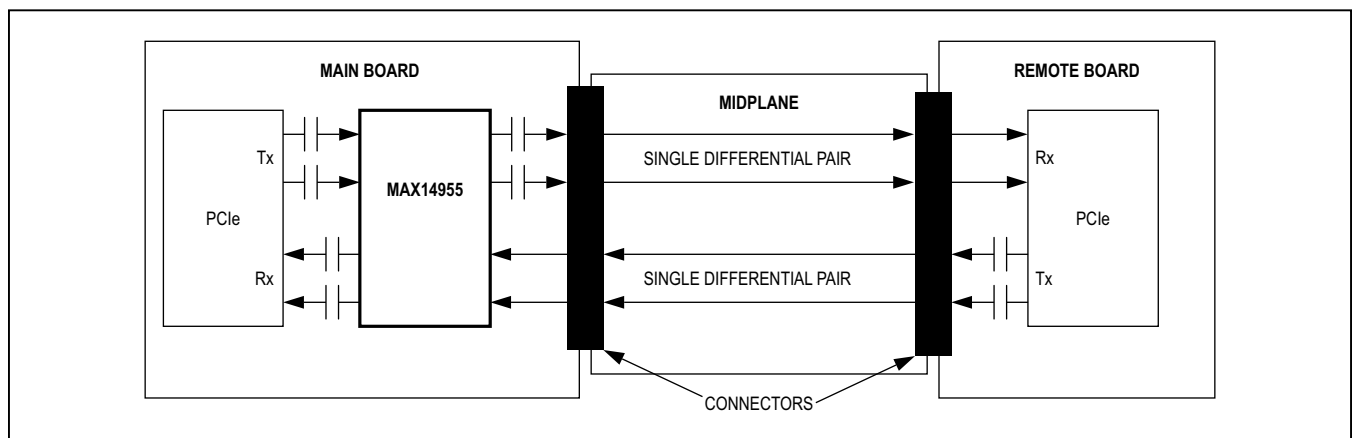 MAIN BOARD
MIDPLANE
REMOTE BOARD
Tx
PCIe
Rx
MAX14955
SINGLE DIFFERENTIAL PAIR
SINGLE DIFFERENTIAL PAIR
Rx
PCIe
Tx
CONNECTORS